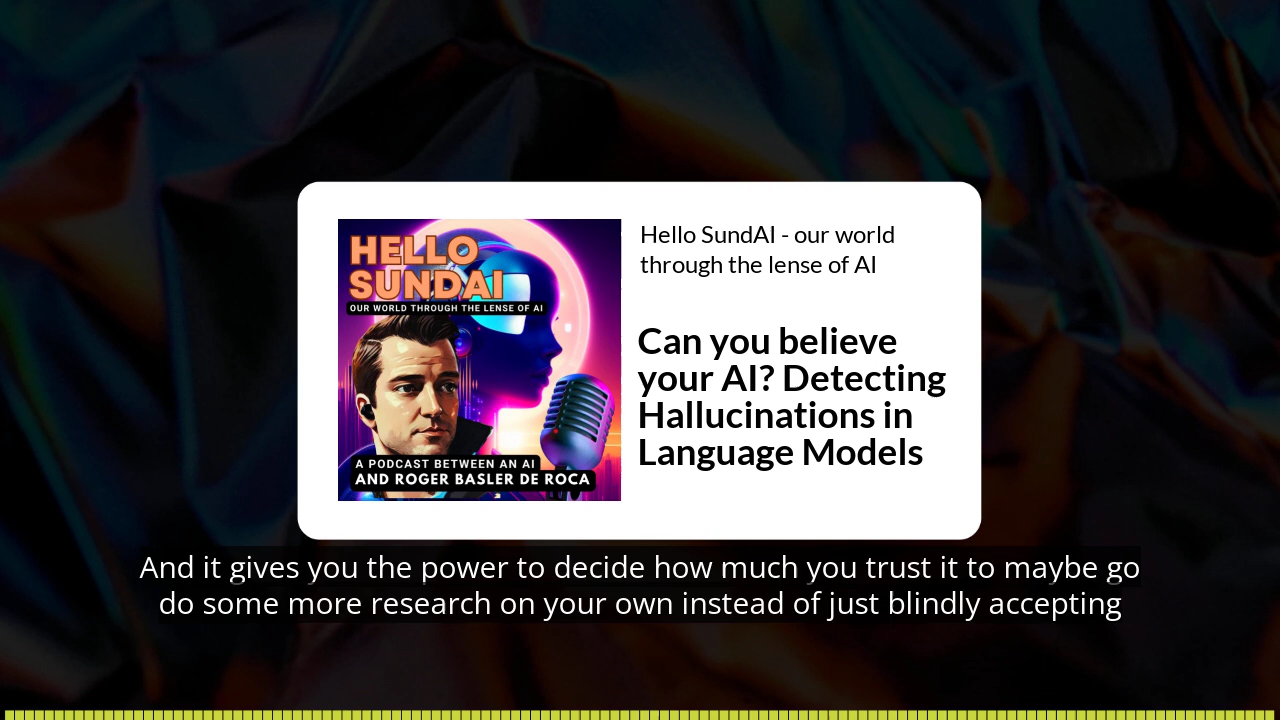 HELLO
SUNDAI
OUR WORLD THROUGH THE LENSE OF AI
A PODCAST BETWEEN AN AI
AND ROGER BASLER DE ROCA
Hello SundAI - our world
through the lense of AI
Can you believe
your AI? Detecting
Hallucinations in
Language Models
And it gives you the power to decide how much you trust it to maybe go
do some more research on your own instead of just blindly accepting